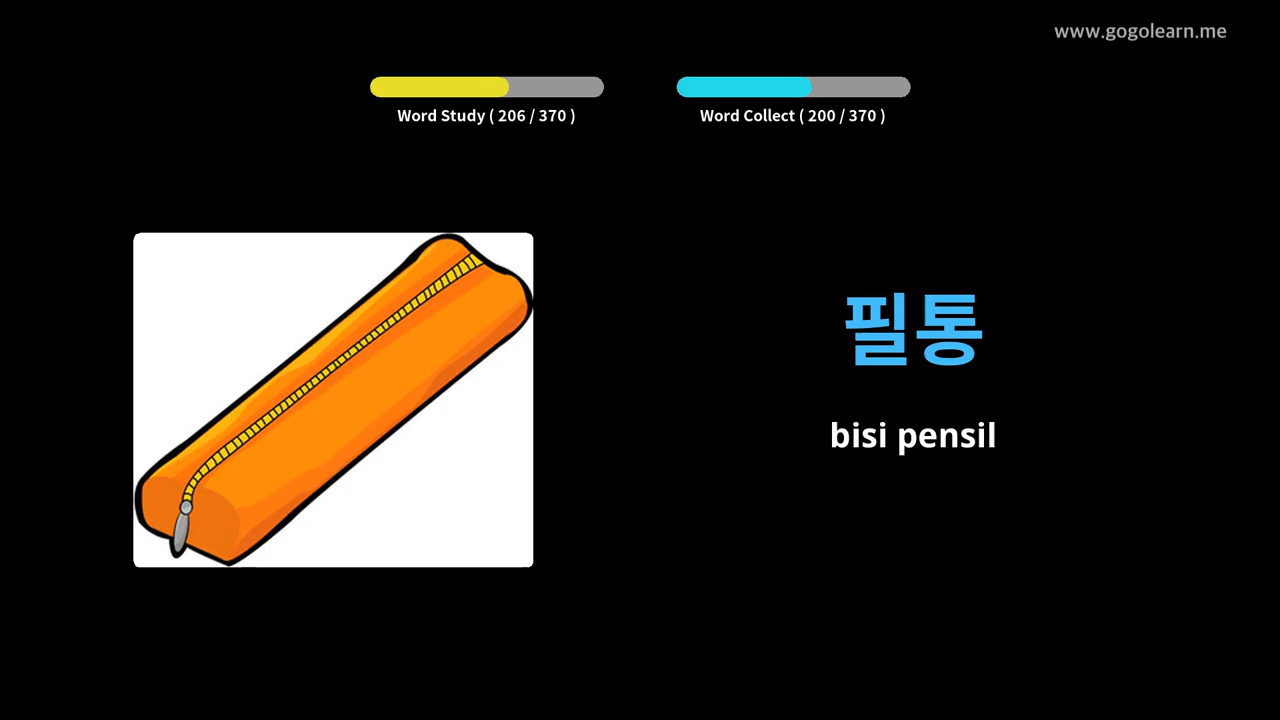 www.gogolearn.me
Word Study ( 206 / 370 )
Word Collect ( 200 / 370 )
필통
bisi pensil